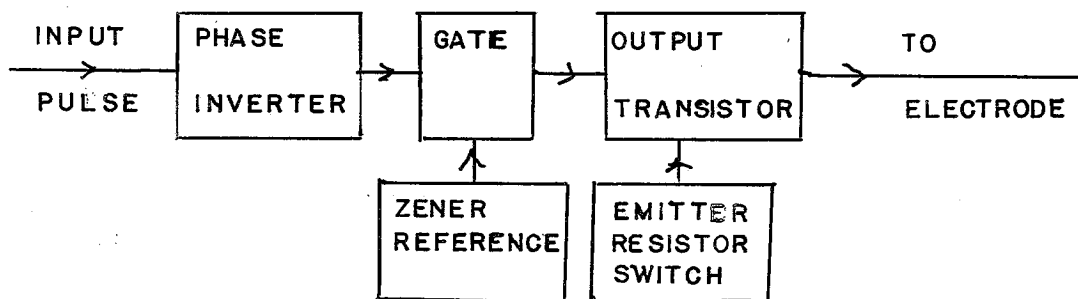 INPUT
PULSE
PHASE
INVERTER
GATE
OUTPUT
TRANSISTOR
TO
ELECTRODE
ZENER
REFERENCE
EMITTER
RESISTOR
SWITCH